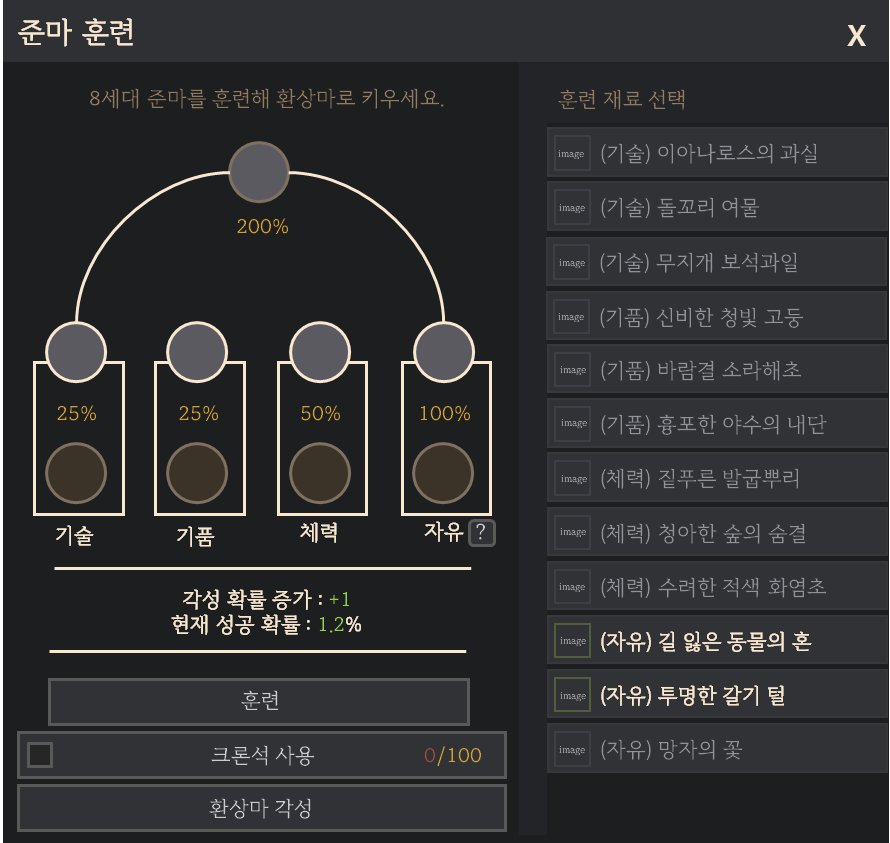 준마 훈련
X
8세대 준마를 훈련해 환상마로 키우세요.
200%
25%
25%
50%
100%
기술
기품
체력
자유
?
각성 확률 증가 : +1
현재 성공 확률 : 1.2%
훈련
크론석 사용
0/100
환상마 각성
훈련 재료 선택
image
(기술) 이아나로스의 과실
image
(기술) 돌꼬리 여물
image
(기술) 무지개 보석과일
image
(기품) 신비한 청빛 고둥
image
(기품) 바람결 소라해초
image
(기품) 흉포한 야수의 내단
image
(체력) 짙푸른 발굽뿌리
image
(체력) 청아한 숲의 숨결
image
(체력) 수려한 적색 화염초
image
(자유) 길 잃은 동물의 혼
image
(자유) 투명한 갈기 털
image
(자유) 망자의 꽃